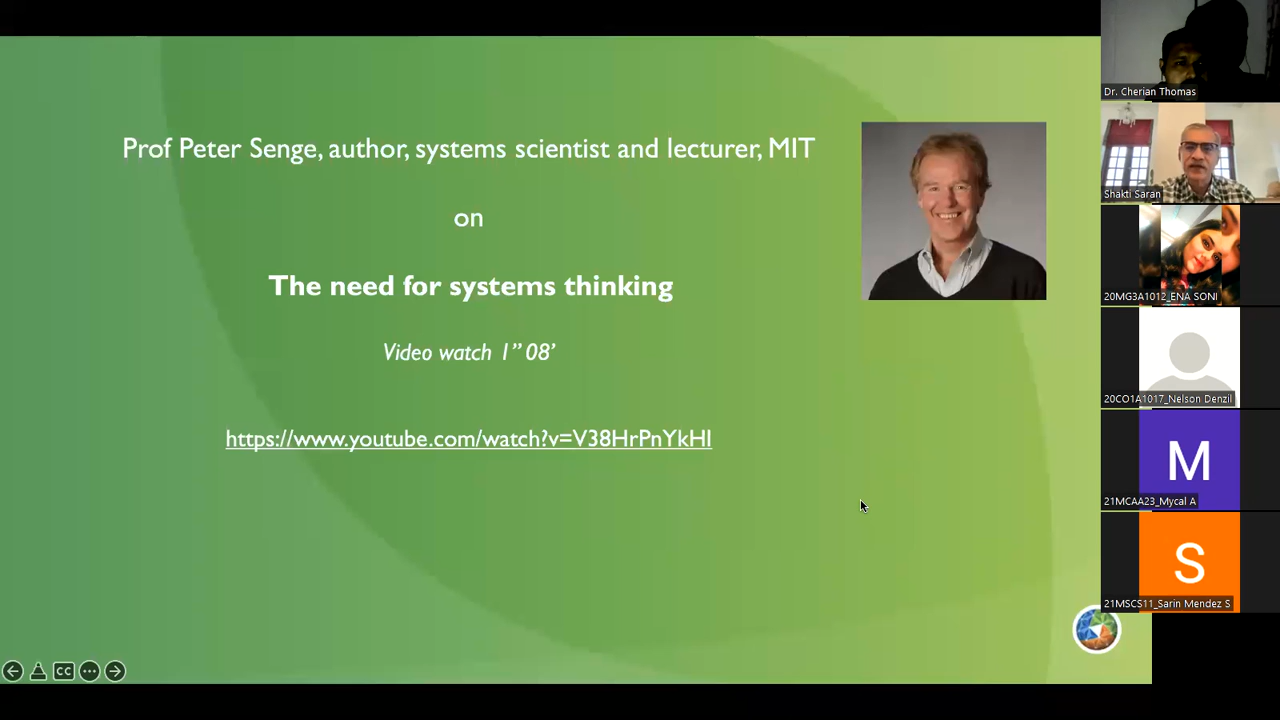 Prof Peter Senge, author, systems scientist and lecturer, MIT
on
The need for systems thinking
Video watch 1” 08’
https://www.youtube.com/watch?v=V38HrPnYkHI
Dr. Cherian Thomas
Shakti Saran
20MG3A1012_ENA SONI
20CO1A1017_Nelson Denzil
M
21MCAA23_Mycal A
S
21MSCS11_Sarin Mendez S
CC